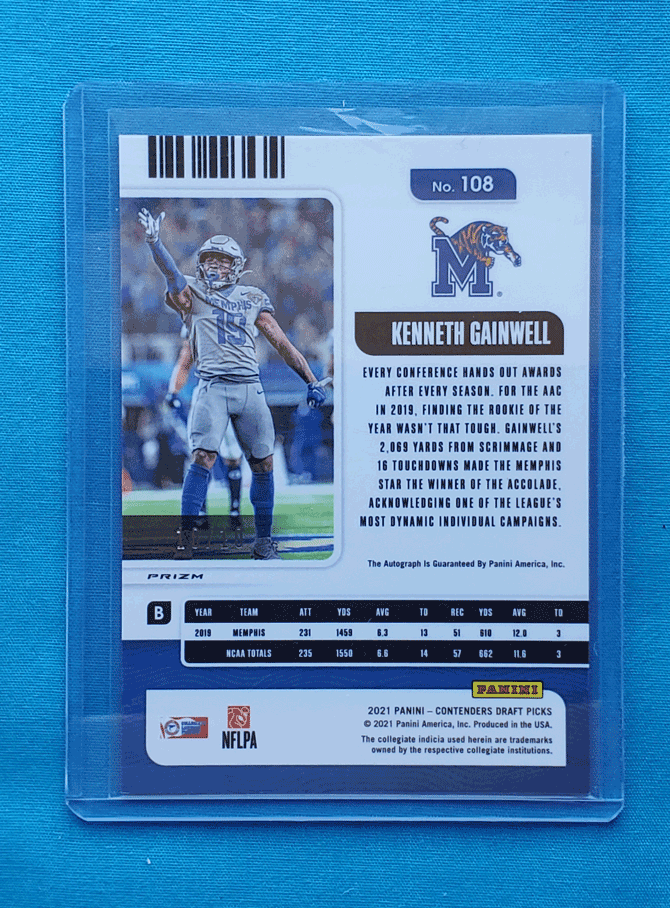 No. 108
M
MEMPHIS
19
KENNETH GAINWELL
EVERY CONFERENCE HANDS OUT AWARDS
AFTER EVERY SEASON. FOR THE AAC
IN 2019, FINDING THE ROOKIE OF THE
YEAR WASN'T THAT TOUGH. GAINWELL'S
2,069 YARDS FROM SCRIMMAGE AND
16 TOUCHDOWNS MADE THE MEMPHIS
STAR THE WINNER OF THE ACCOLADE,
ACKNOWLEDGING ONE OF THE LEAGUE'S
MOST DYNAMIC INDIVIDUAL CAMPAIGNS.
The Autograph Is Guaranteed By Panini America, Inc.
PRIZM
B
YEAR TEAM ATT YDS AVG TD REC YDS AVG TD
2019 MEMPHIS 231 1459 6.3 13 51 610 12.0 3
NCAA TOTALS 235 1550 6.6 14 57 662 11.6 3
PANINI
2021 PANINI – CONTENDERS DRAFT PICKS
© 2021 Panini America, Inc. Produced in the USA.
The collegiate indicia used herein are trademarks
owned by the respective collegiate institutions.
NFLPA